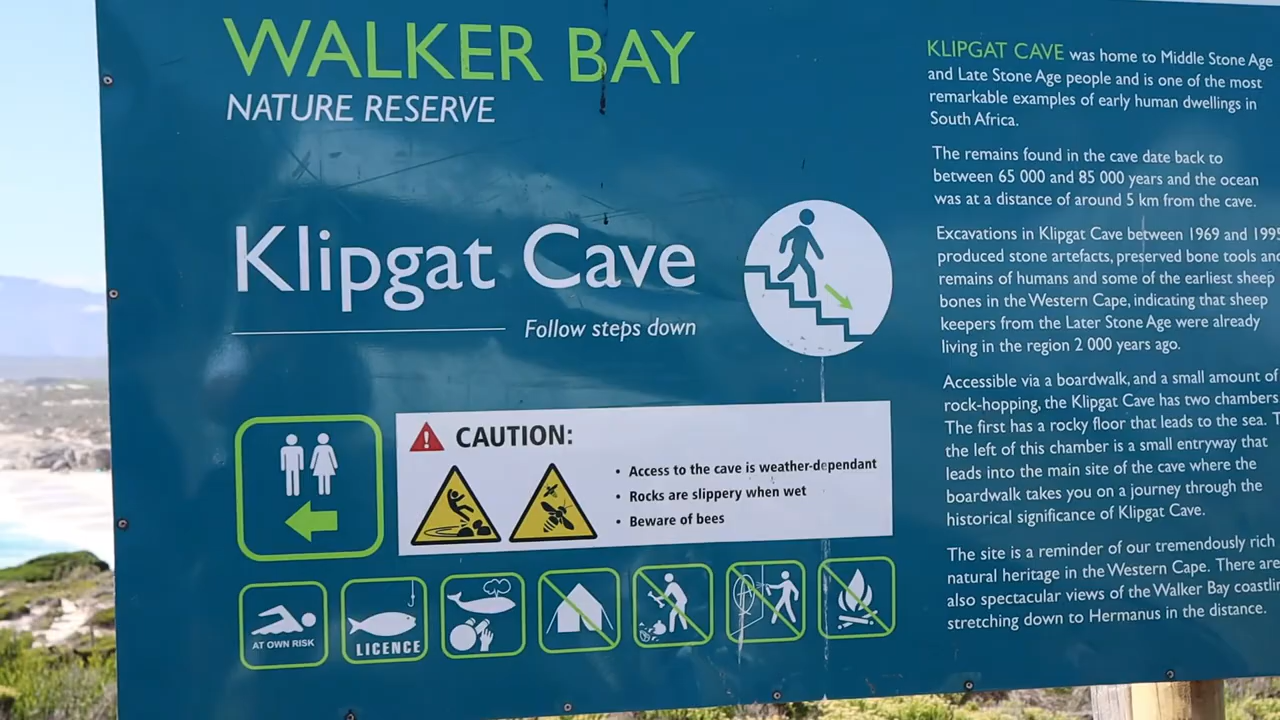 WALKER BAY
NATURE RESERVE
Klipgat Cave
Follow steps down
CAUTION:
• Access to the cave is weather-dependant
• Rocks are slippery when wet
• Beware of bees
AT OWN RISK
LICENCE
KLIPGAT CAVE was home to Middle Stone Age
and Late Stone Age people and is one of the most
remarkable examples of early human dwellings in
South Africa.
The remains found in the cave date back to
between 65 000 and 85 000 years and the ocean
was at a distance of around 5 km from the cave.
Excavations in Klipgat Cave between 1969 and 1995
produced stone artefacts, preserved bone tools and
remains of humans and some of the earliest sheep
bones in the Western Cape, indicating that sheep
keepers from the Later Stone Age were already
living in the region 2 000 years ago.
Accessible via a boardwalk, and a small amount of
rock-hopping, the Klipgat Cave has two chambers.
The first has a rocky floor that leads to the sea.
the left of this chamber is a small entryway that
leads into the main site of the cave where the
boardwalk takes you on a journey through the
historical significance of Klipgat Cave.
The site is a reminder of our tremendously rich
natural heritage in the Western Cape. There are
also spectacular views of the Walker Bay
stretching down to Hermanus in the distance.